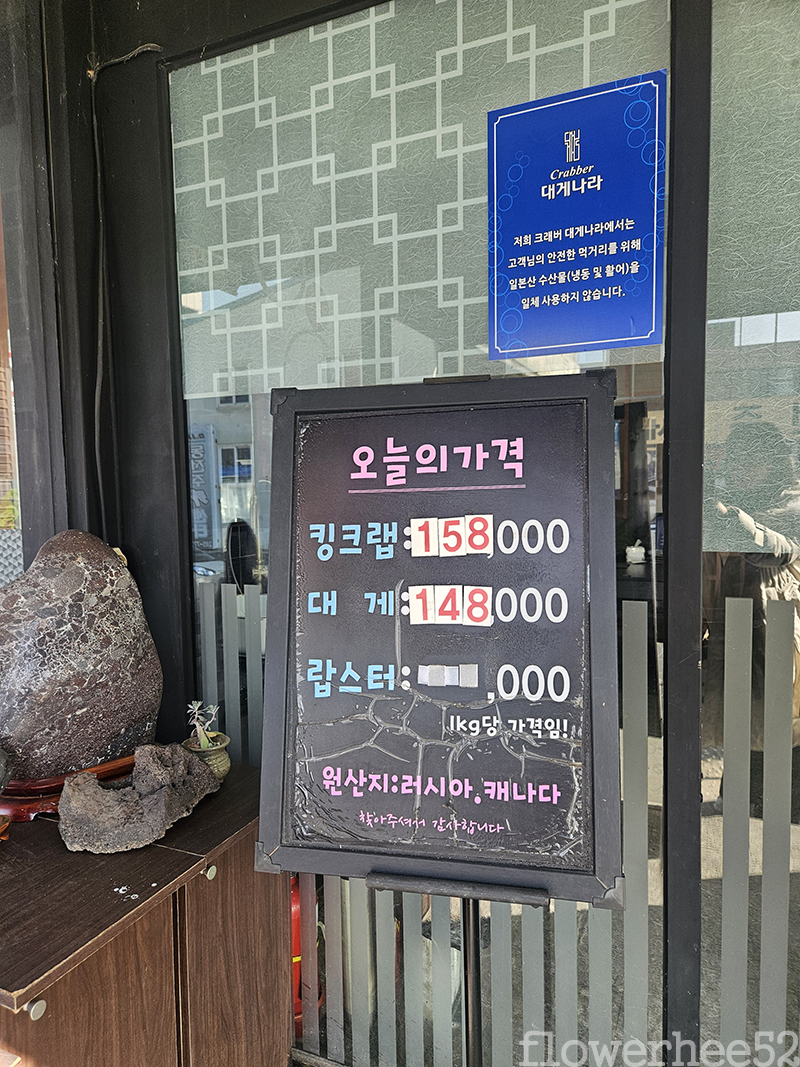 Crabber
대게나라
저희 크래버 대게나라에서는
고객님의 안전한 먹거리를 위해
일본산 수산물(냉동 및 활어)을
일체 사용하지 않습니다.
오늘의가격
킹크랩:158,000
대 게:148,000
랍스터: ,000
1kg당 가격임!
원산지:러시아.캐나다
찾아주셔서 감사합니다
flowerhee52